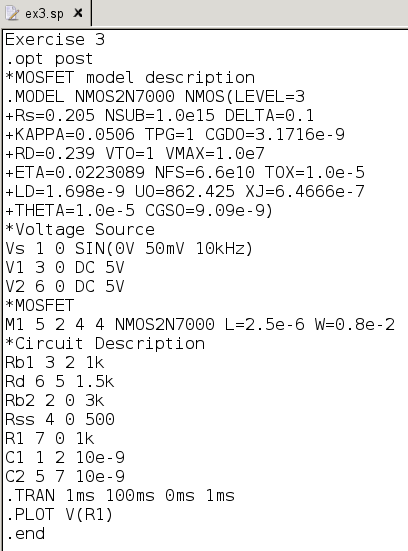 ex3.sp
Exercise 3
.opt post
*MOSFET model description
.MODEL NMOS2N7000 NMOS(LEVEL=3
+Rs=0.205 NSUB=1.0e15 DELTA=0.1
+KAPPA=0.0506 TPG=1 CGDO=3.1716e-9
+RD=0.239 VTO=1 VMAX=1.0e7
+ETA=0.0223089 NFS=6.6e10 TOX=1.0e-5
+LD=1.698e-9 UO=862.425 XJ=6.4666e-7
+THETA=1.0e-5 CGSO=9.09e-9)
*Voltage Source
Vs 1 0 SIN(0V 50mV 10kHz)
V1 3 0 DC 5V
V2 6 0 DC 5V
*MOSFET
M1 5 2 4 4 NMOS2N7000 L=2.5e-6 W=0.8e-2
*Circuit Description
Rb1 3 2 1k
Rd 6 5 1.5k
Rb2 2 0 3k
Rss 4 0 500
R1 7 0 1k
C1 1 2 10e-9
C2 5 7 10e-9
.TRAN 1ms 100ms 0ms 1ms
.PLOT V(R1)
.end